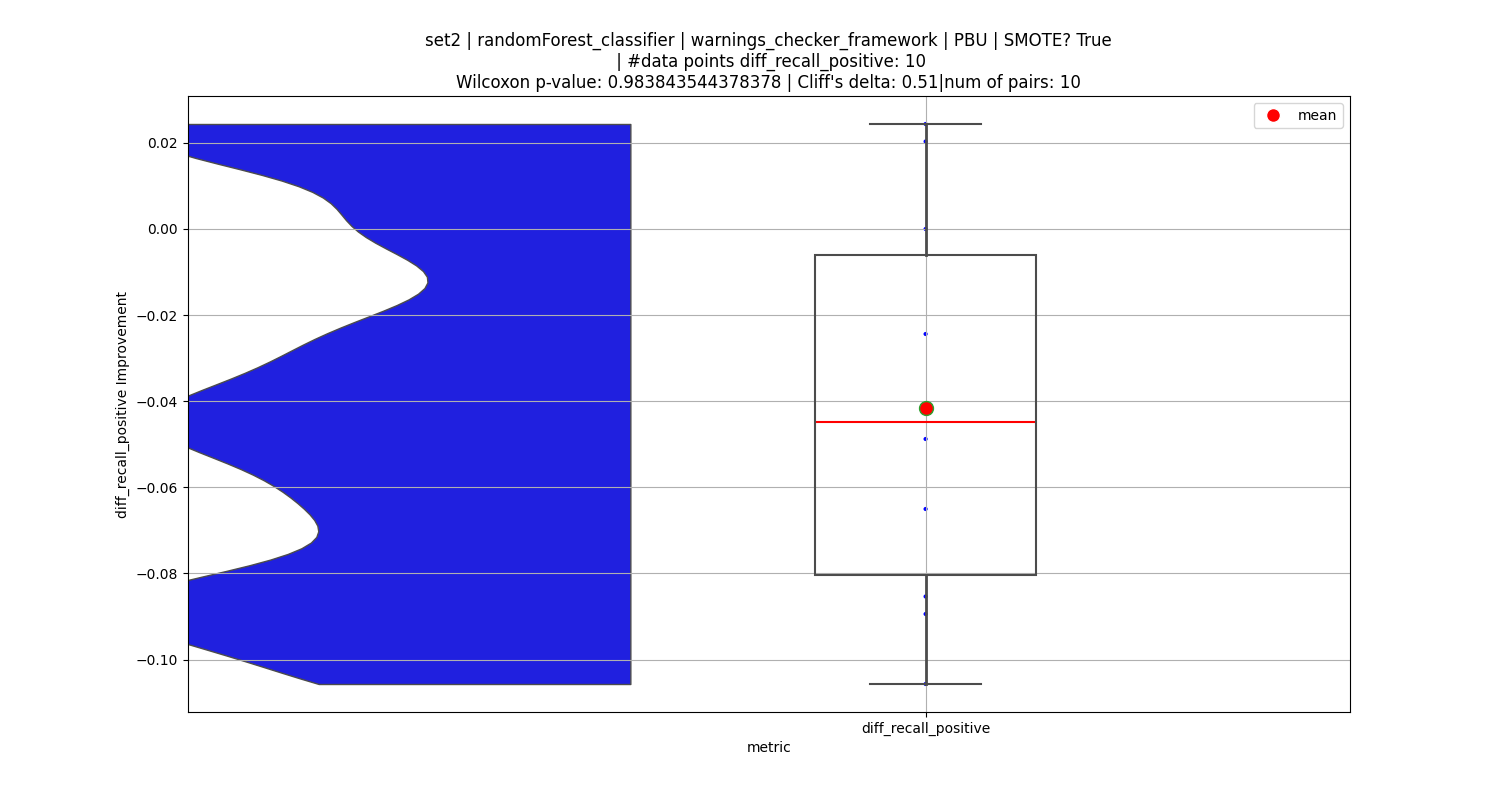 set2 | randomForest_classifier | warnings_checker_framework | PBU | SMOTE? True
| #data points diff_recall_positive: 10
Wilcoxon p-value: 0.983843544378378 | Cliff's delta: 0.51|num of pairs: 10
mean
0.02
0.00
−0.02
−0.04
−0.06
−0.08
−0.10
diff_recall_positive Improvement
diff_recall_positive
metric